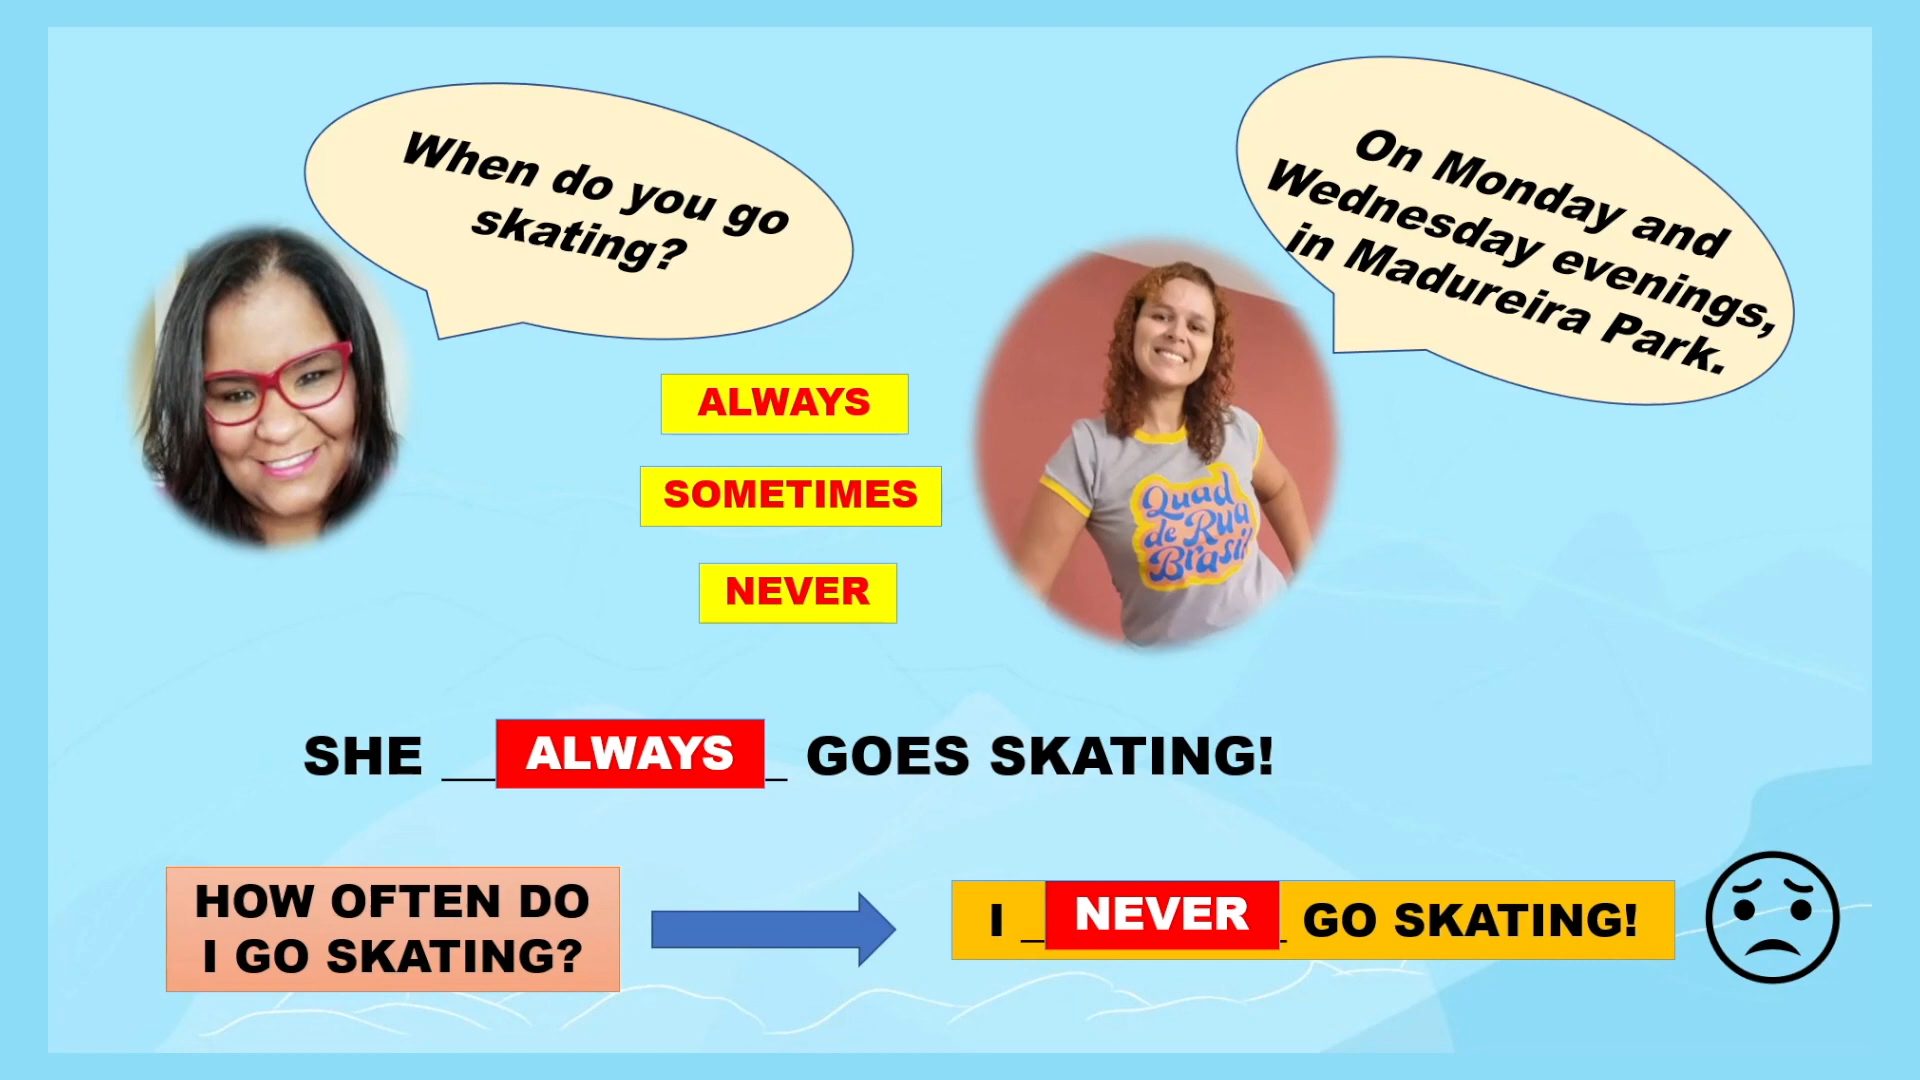 When do you go
skating?
On Monday and
Wednesday evenings,
in Madureira Park.
ALWAYS
SOMETIMES
NEVER
Quad
de Rua
Brasil
SHE __ALWAYS_ GOES SKATING!
HOW OFTEN DO
I GO SKATING?
I _NEVER_ GO SKATING!